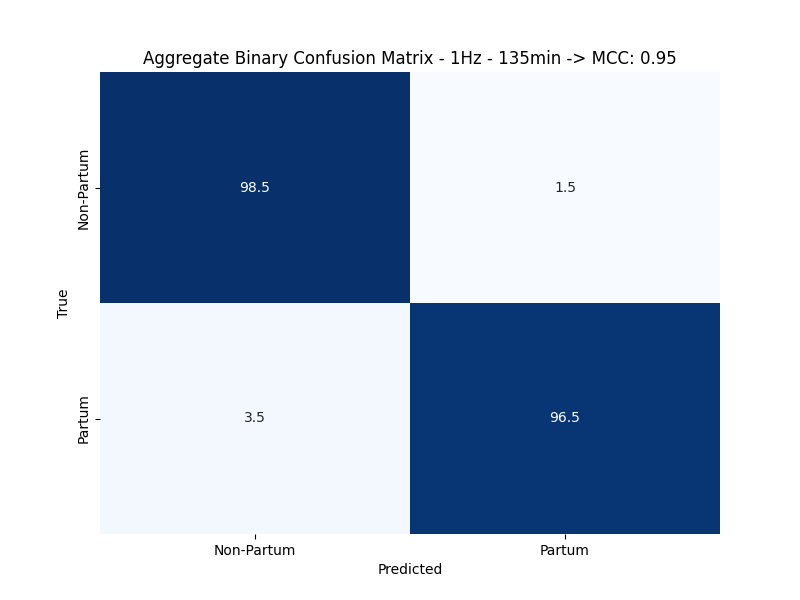 Aggregate Binary Confusion Matrix - 1Hz - 135min -> MCC: 0.95
True
Non-Partum
98.5
1.5
Partum
3.5
96.5
Non-Partum
Partum
Predicted